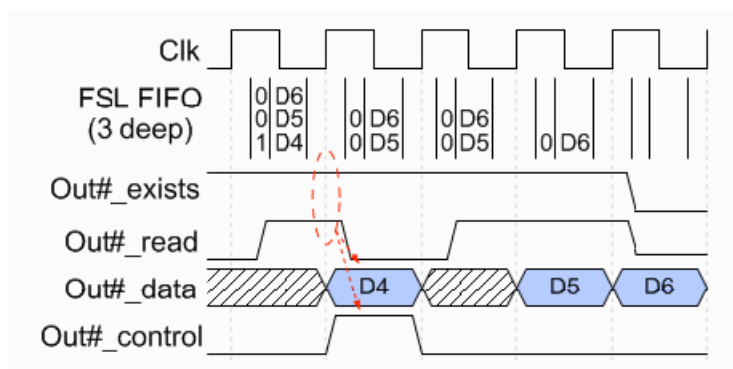 Clk
FSL FIFO
(3 deep)
0 D6
0 D5
1 D4
0 D6
0 D5
0 D6
0 D5
0 D6
Out#_exists
Out#_read
Out#_data
D4
D5
D6
Out#_control